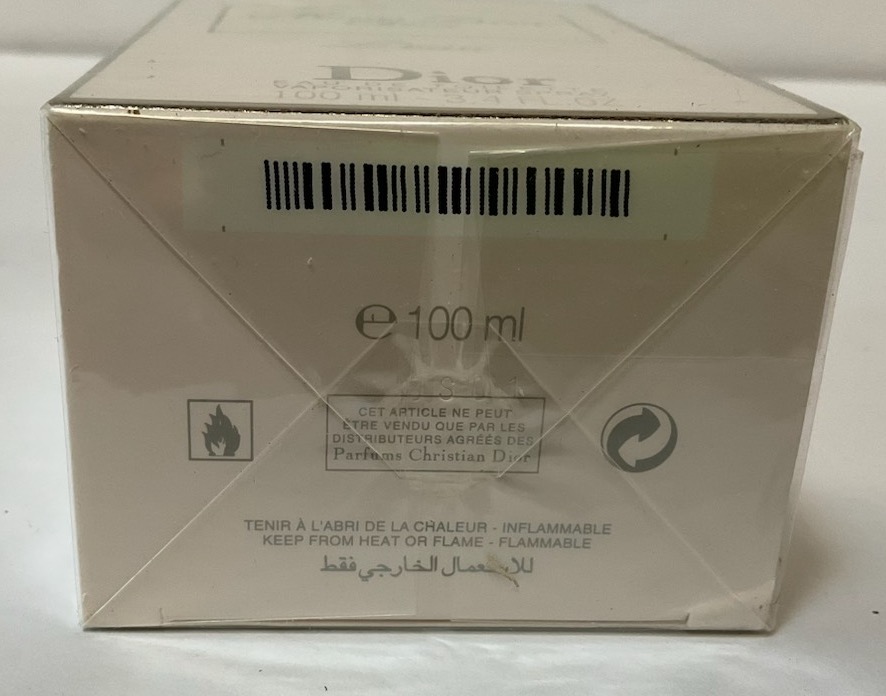 Dior
100 ml 3.4 FL. OZ
℮ 100 ml
CET ARTICLE NE PEUT
ÊTRE VENDU QUE PAR LES
DISTRIBUTEURS AGRÉÉS DES
Parfums Christian Dior
TENIR À L'ABRI DE LA CHALEUR - INFLAMMABLE
KEEP FROM HEAT OR FLAME - FLAMMABLE
للاستعمال الخارجي فقط